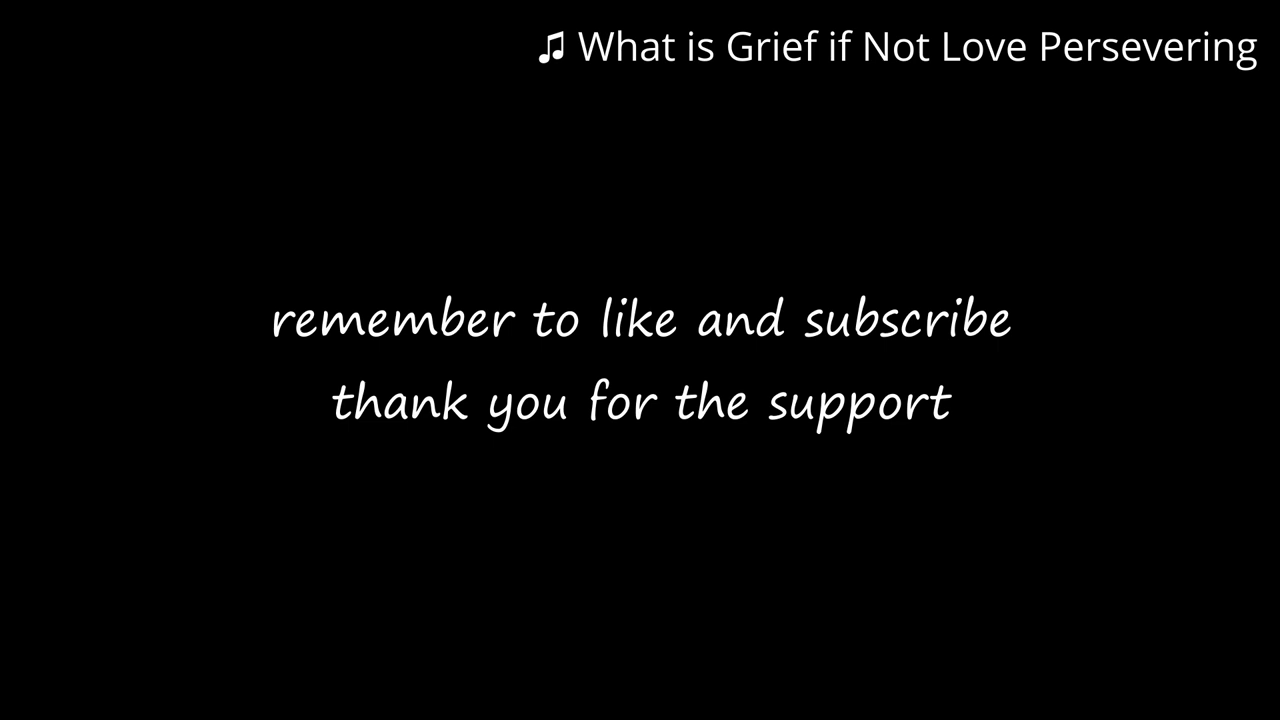 ♫ What is Grief if Not Love Persevering
remember to like and subscribe
thank you for the support